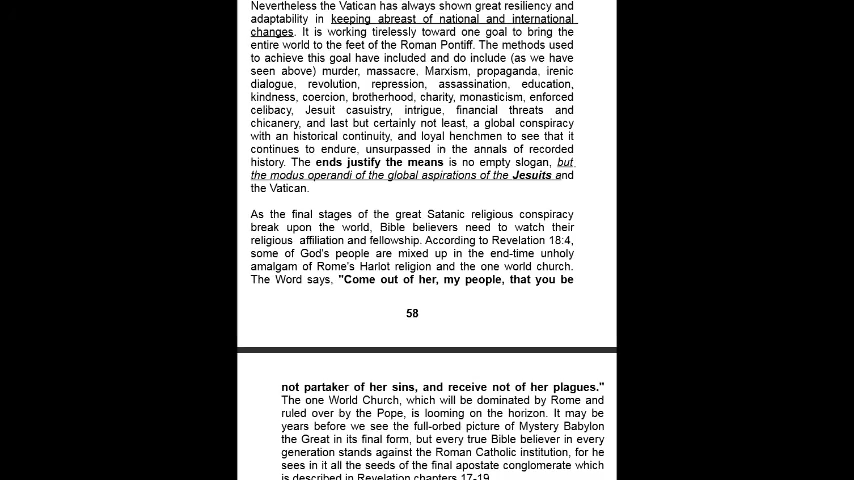 Nevertheless the Vatican has always shown great resiliency and
adaptability in keeping abreast of national and international
changes. It is working tirelessly toward one goal to bring the
entire world to the feet of the Roman Pontiff. The methods used
to achieve this goal have included and do include (as we have
seen above) murder, massacre, Marxism, propaganda, irenic
dialogue, revolution, repression, assassination, education,
kindness, coercion, brotherhood, charity, monasticism, enforced
celibacy, Jesuit casuistry, intrigue, financial threats and
chicanery, and last but certainly not least, a global conspiracy
with an historical continuity, and loyal henchmen to see that it
continues to endure, unsurpassed in the annals of recorded
history. The ends justify the means is no empty slogan, but
the modus operandi of the global aspirations of the Jesuits and
the Vatican.
As the final stages of the great Satanic religious conspiracy
break upon the world, Bible believers need to watch their
religious affiliation and fellowship. According to Revelation 18:4,
some of God's people are mixed up in the end-time unholy
amalgam of Rome's Harlot religion and the one world church.
The Word says, "Come out of her, my people, that you be
58
not partaker of her sins, and receive not of her plagues."
The one World Church, which will be dominated by Rome and
ruled over by the Pope, is looming on the horizon. It may be
years before we see the full-orbed picture of Mystery Babylon
the Great in its final form, but every true Bible believer in every
generation stands against the Roman Catholic institution, for he
sees in it all the seeds of the final apostate conglomerate which
is described in Revelation chapters 17-19.